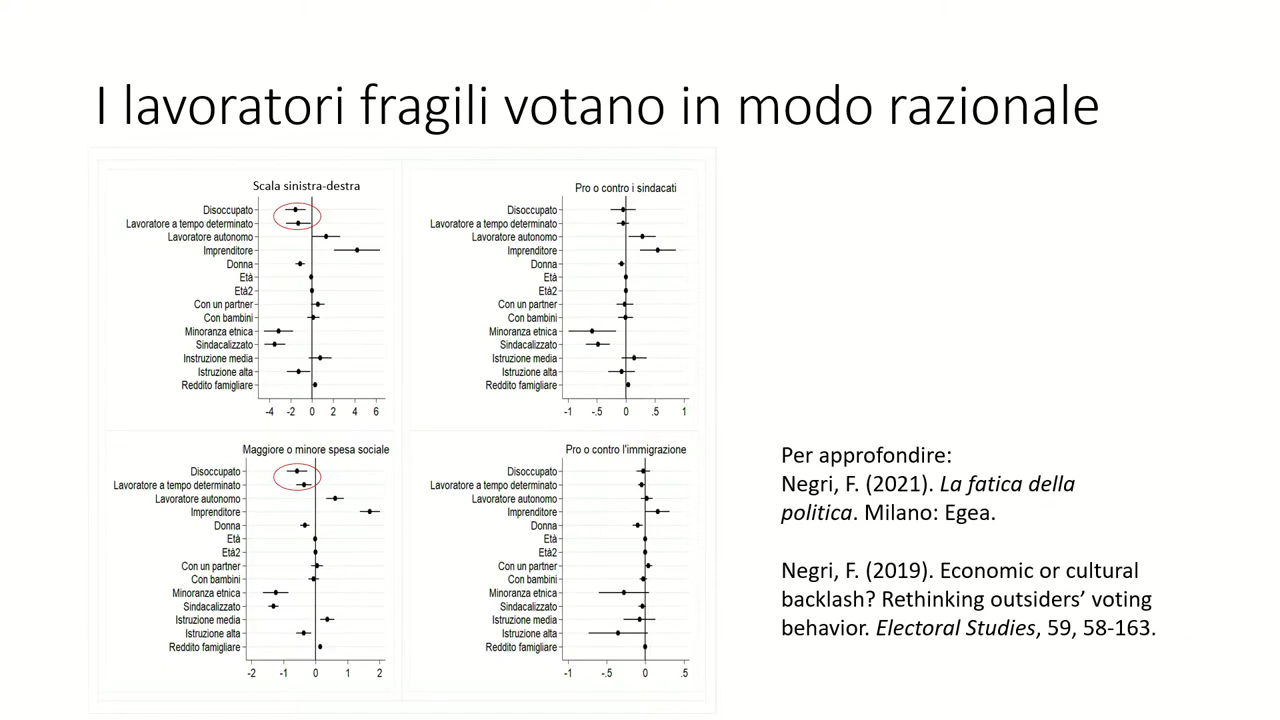 I lavoratori fragili votano in modo razionale
Scala sinistra-destra
Disoccupato
Lavoratore a tempo determinato
Lavoratore autonomo
Imprenditore
Donna
Età
Età2
Con un partner
Con bambini
Minoranza etnica
Sindacalizzato
Instruzione media
Istruzione alta
Reddito famigliare
-4 -2 0 2 4 6
Pro o contro i sindacati
Disoccupato
Lavoratore a tempo determinato
Lavoratore autonomo
Imprenditore
Donna
Età
Età2
Con un partner
Con bambini
Minoranza etnica
Sindacalizzato
Istruzione media
Istruzione alta
Reddito famigliare
-1 -.5 0 .5 1
Maggiore o minore spesa sociale
Disoccupato
Lavoratore a tempo determinato
Lavoratore autonomo
Imprenditore
Donna
Età
Età2
Con un partner
Con bambini
Minoranza etnica
Sindacalizzato
Istruzione media
Istruzione alta
Reddito famigliare
-2 -1 0 1 2
Pro o contro l'immigrazione
Disoccupato
Lavoratore a tempo determinato
Lavoratore autonomo
Imprenditore
Donna
Età
Età2
Con un partner
Con bambini
Minoranza etnica
Sindacalizzato
Istruzione media
Istruzione alta
Reddito famigliare
-1 -.5 0 .5
Per approfondire:
Negri, F. (2021). La fatica della
politica. Milano: Egea.
Negri, F. (2019). Economic or cultural
backlash? Rethinking outsiders’ voting
behavior. Electoral Studies, 59, 58-163.